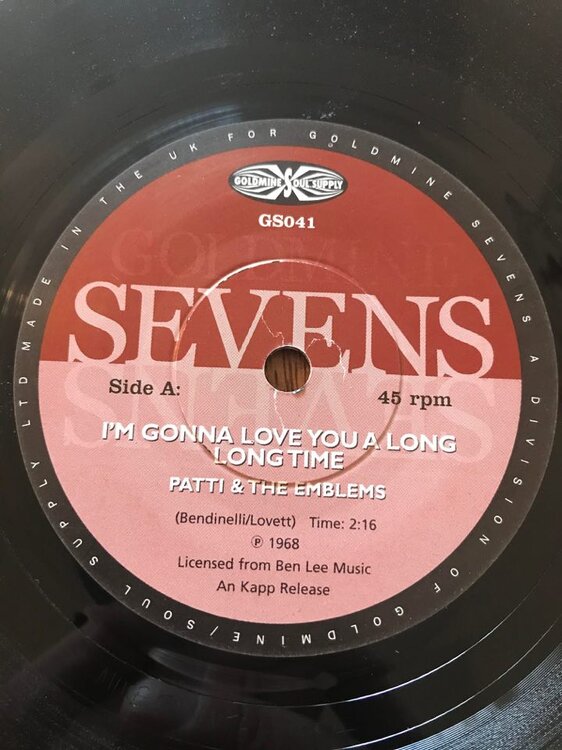 MADE IN THE UK FOR GOLDMINE SEVENS A DIVISION OF GOLDMINE/SOUL SUPPLY LTD
GOLDMINE SOUL SUPPLY
GS041
GOLDMINE
SEVENS
SEVENS
Side A:
45 rpm
I'M GONNA LOVE YOU A LONG
LONG TIME
PATTI & THE EMBLEMS
(Bendinelli/Lovett) Time: 2:16
℗ 1968
Licensed from Ben Lee Music
An Kapp Release